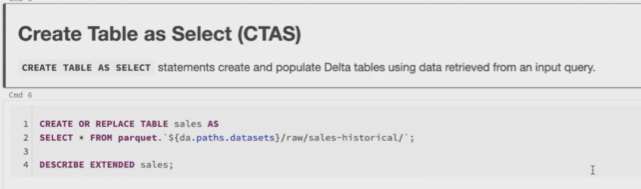 Create Table as Select (CTAS)
CREATE TABLE AS SELECT statements create and populate Delta tables using data retrieved from an input query.
Cmd 6
1 CREATE OR REPLACE TABLE sales AS
2 SELECT * FROM parquet.`${da.paths.datasets}/raw/sales-historical/`;
3
4 DESCRIBE EXTENDED sales;